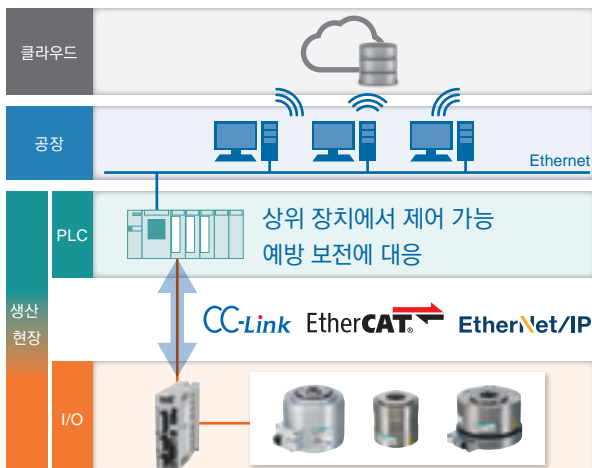 클라우드
공장
Ethernet
PLC
상위 장치에서 제어 가능
예방 보전에 대응
생산
현장
CC-Link EtherCAT® EtherNet/IP
I/O